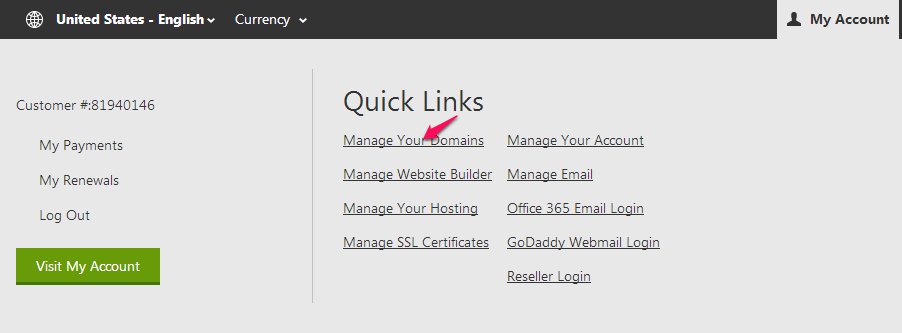 United States - English
Currency
My Account
Customer #:81940146
My Payments
My Renewals
Log Out
Visit My Account
Quick Links
Manage Your Domains
Manage Website Builder
Manage Your Hosting
Manage SSL Certificates
Manage Your Account
Manage Email
Office 365 Email Login
GoDaddy Webmail Login
Reseller Login